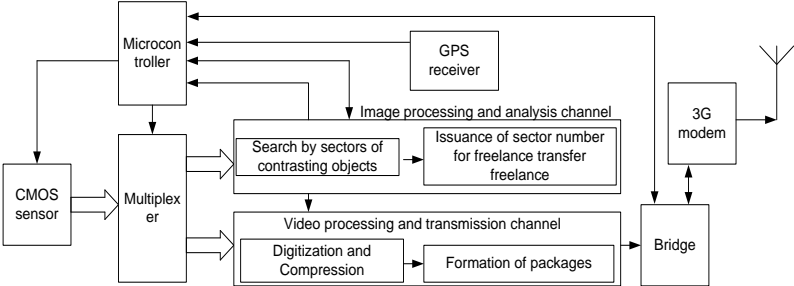 Microcon
troller
GPS
receiver
Image processing and analysis channel
3G
modem
Search by sectors of
contrasting objects
Issuance of sector number
for freelance transfer
freelance
CMOS
sensor
Multiplex
er
Video processing and transmission channel
Digitization and
Compression
Formation of packages
Bridge